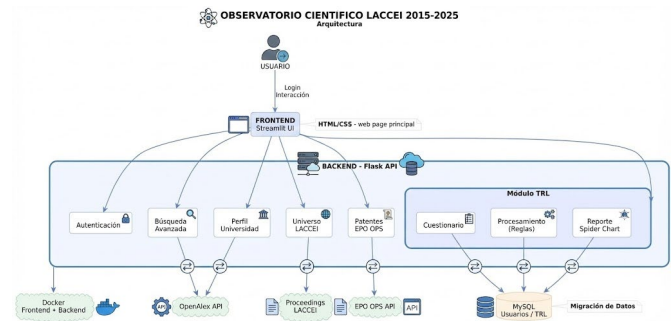 OBSERVATORIO CIENTIFICO LACCEI 2015-2025
Arquitectura
USUARIO
Login
Interacción
FRONTEND
Streamlit UI
HTML/CSS - web page principal
BACKEND - Flask API
Módulo TRL
Autenticación
Búsqueda
Avanzada
Perfil
Universidad
Universo
LACCEI
Patentes
EPO OPS
Cuestionario
Procesamiento
(Reglas)
Reporte
Spider Chart
Docker
Frontend + Backend
API
OpenAlex API
Proceedings
LACCEI
EPO OPS API
API
MySQL
Usuarios / TRL
Migración de Datos